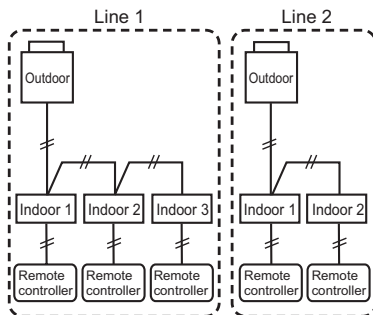 Line 1
Outdoor
Indoor 1
Indoor 2
Indoor 3
Remote
controller
Remote
controller
Remote
controller
Line 2
Outdoor
Indoor 1
Indoor 2
Remote
controller
Remote
controller